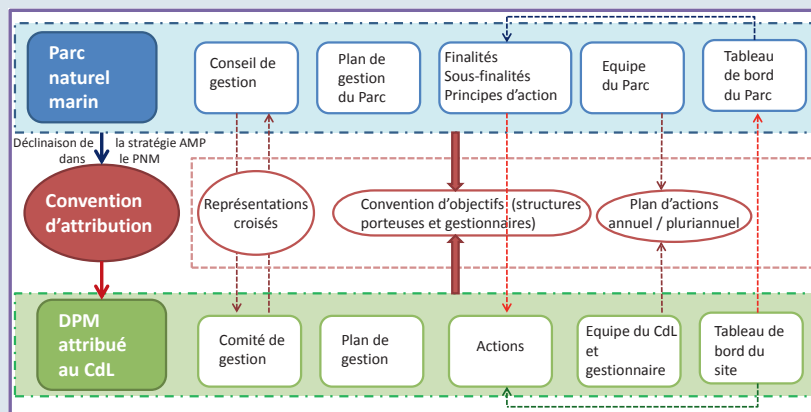 Parc
naturel
marin
Conseil de
gestion
Plan de
gestion
du Parc
Finalités
Sous-finalités
Principes d'action
Equipe
du Parc
Tableau
de bord
du Parc
Déclinaison de la stratégie AMP
dans le PNM
Convention
d'attribution
Représentations
croisés
Convention d'objectifs (structures
porteuses et gestionnaires)
Plan d'actions
annuel / pluriannuel
DPM
attribué
au CdL
Comité de
gestion
Plan de
gestion
Actions
Equipe du CdL
et
gestionnaire
Tableau de
bord du
site